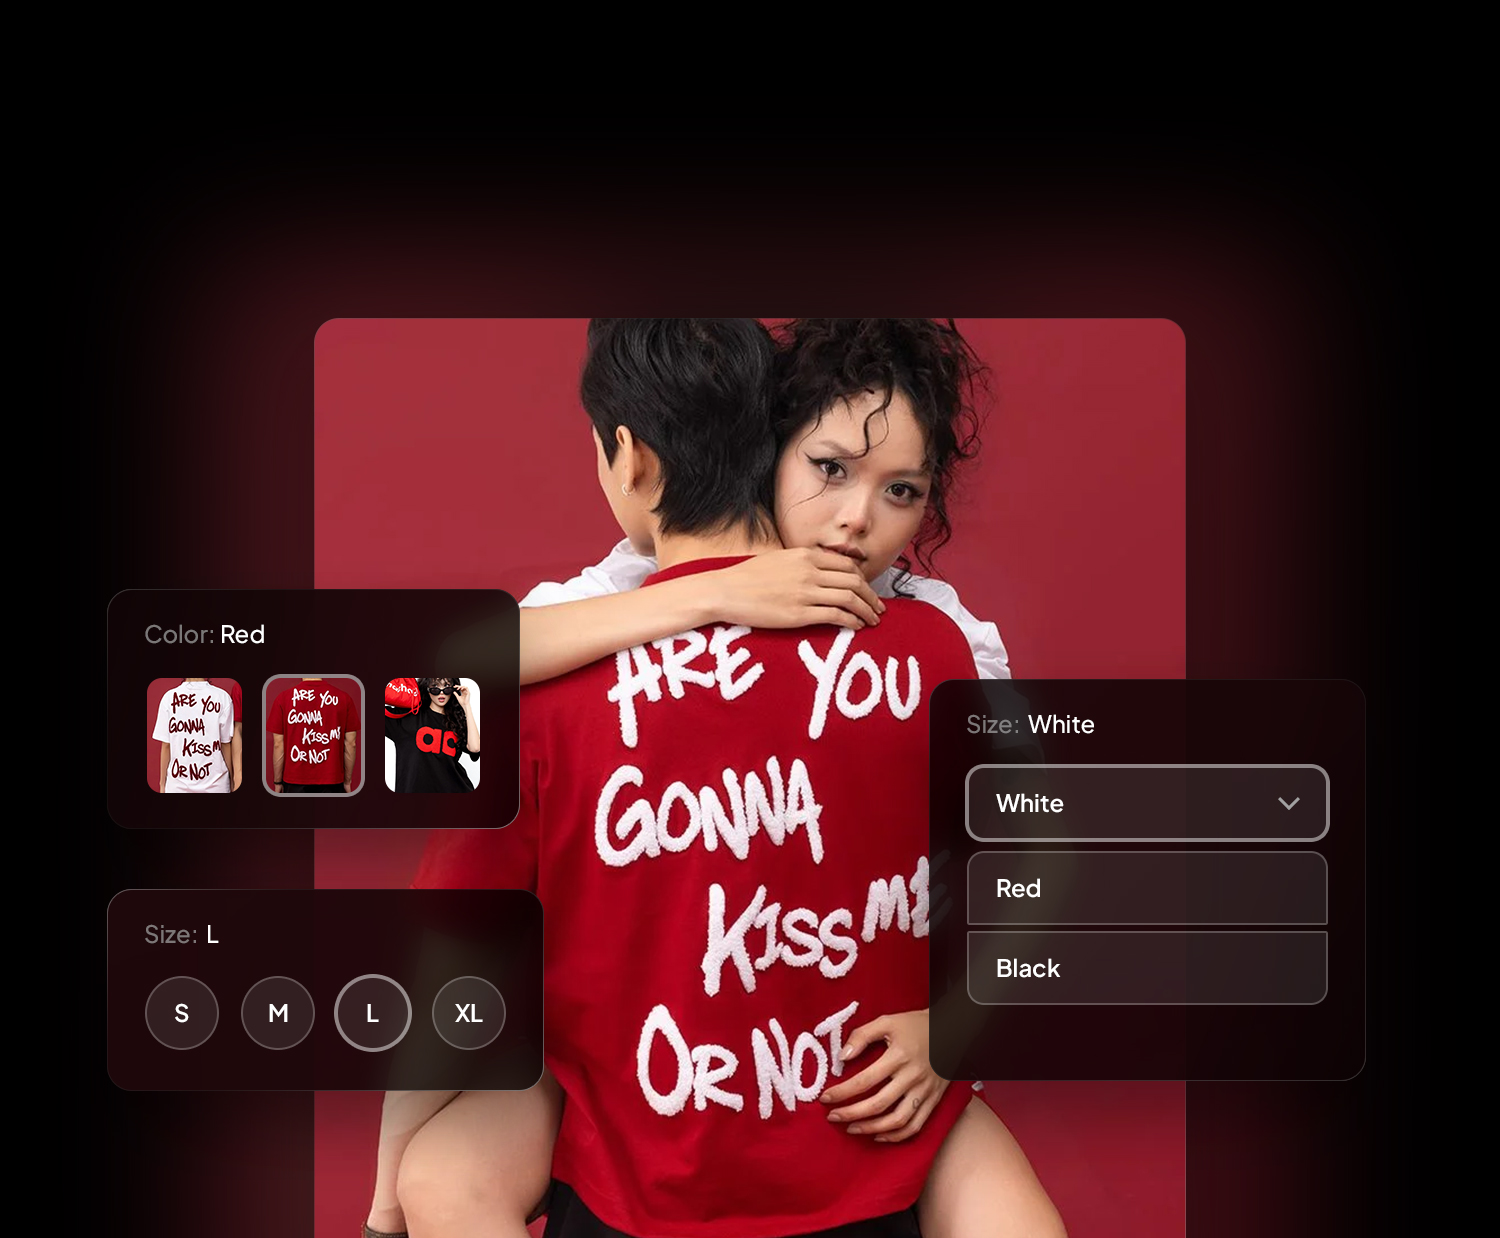 ARE YOU
GONNA
KISS ME
OR NOT
Color: Red
ARE YOU
GONNA
KISS M
OR NOT
ARE YOU
GONNA
KISS ME
OR NOT
ac
Size: L
S M L XL
Size: White
White
Red
Black